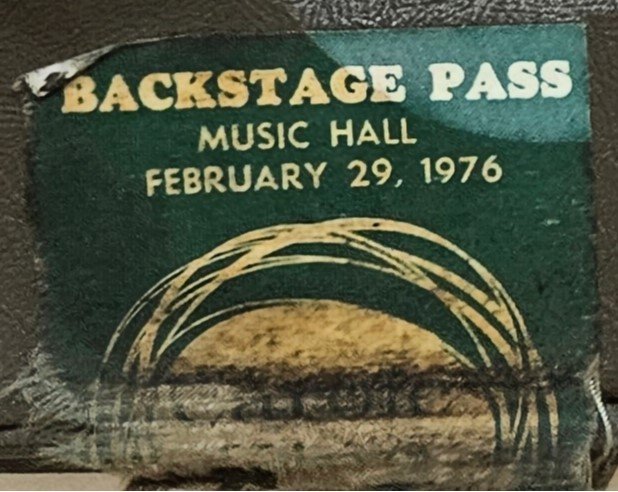 BACKSTAGE PASS
MUSIC HALL
FEBRUARY 29, 1976